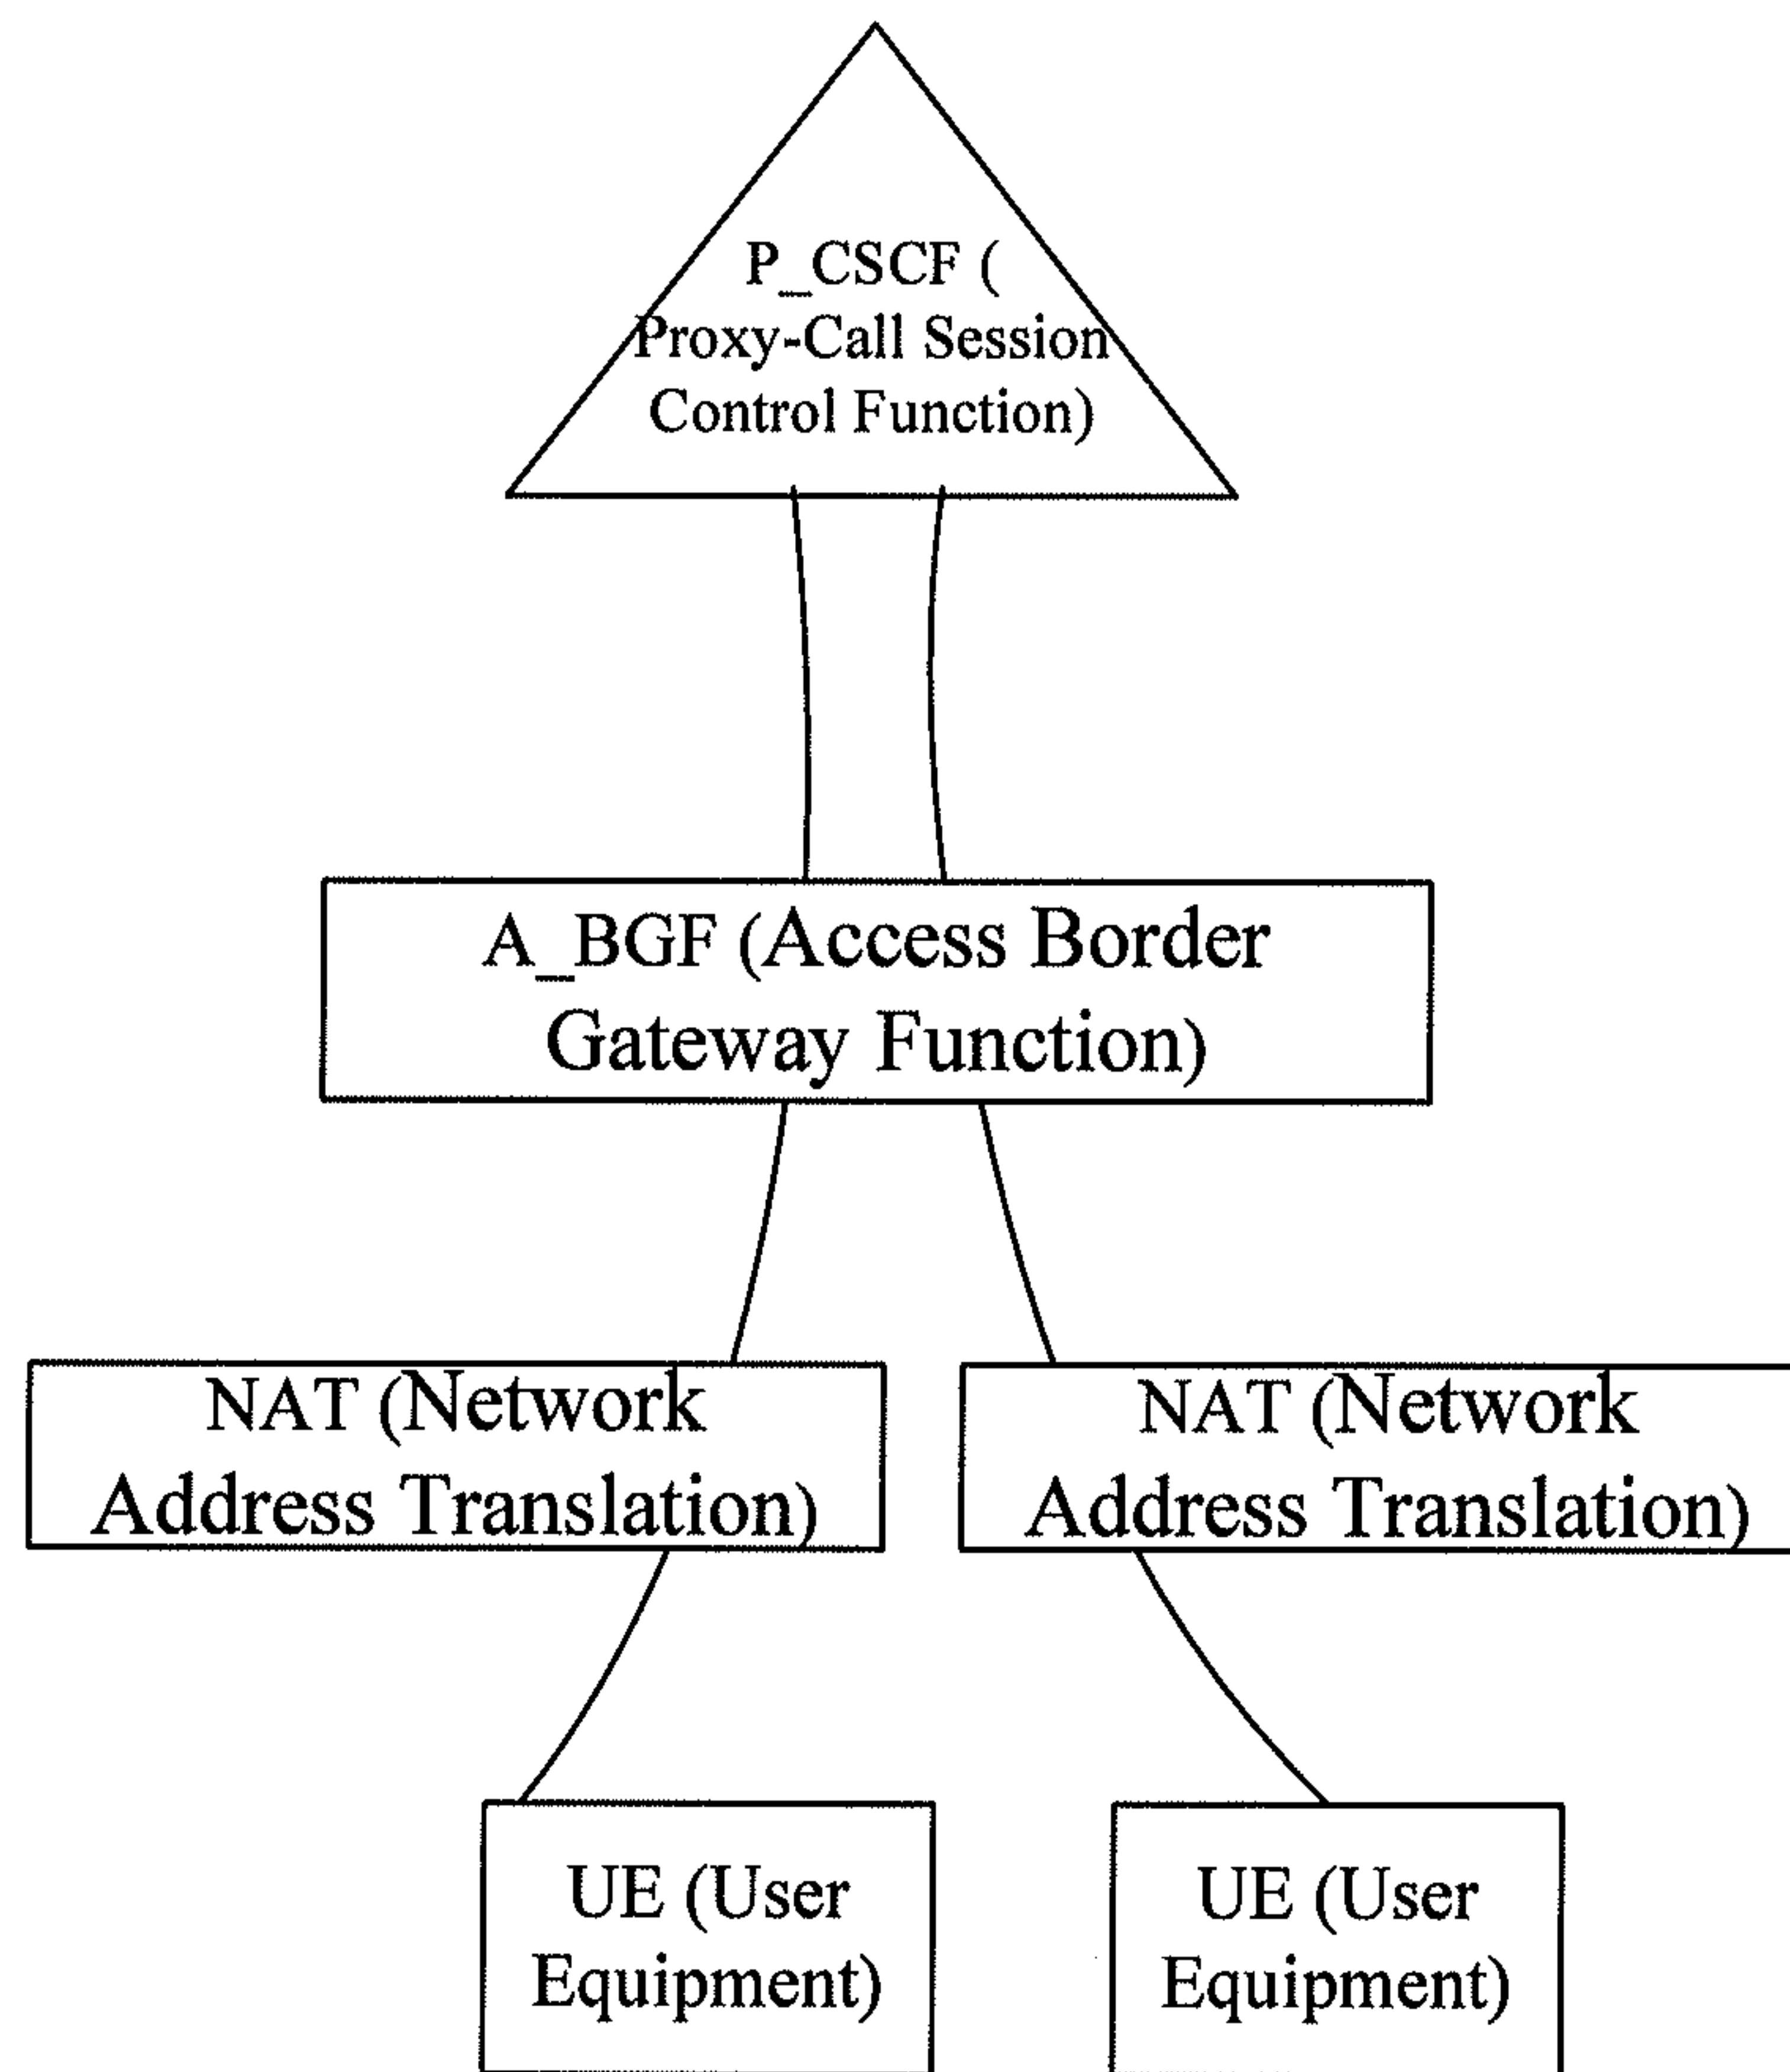 P_CSCF (
Proxy-Call Session
Control Function)
A_BGF (Access Border
Gateway Function)
NAT (Network
Address Translation)
NAT (Network
Address Translation)
UE (User
Equipment)
UE (User
Equipment)